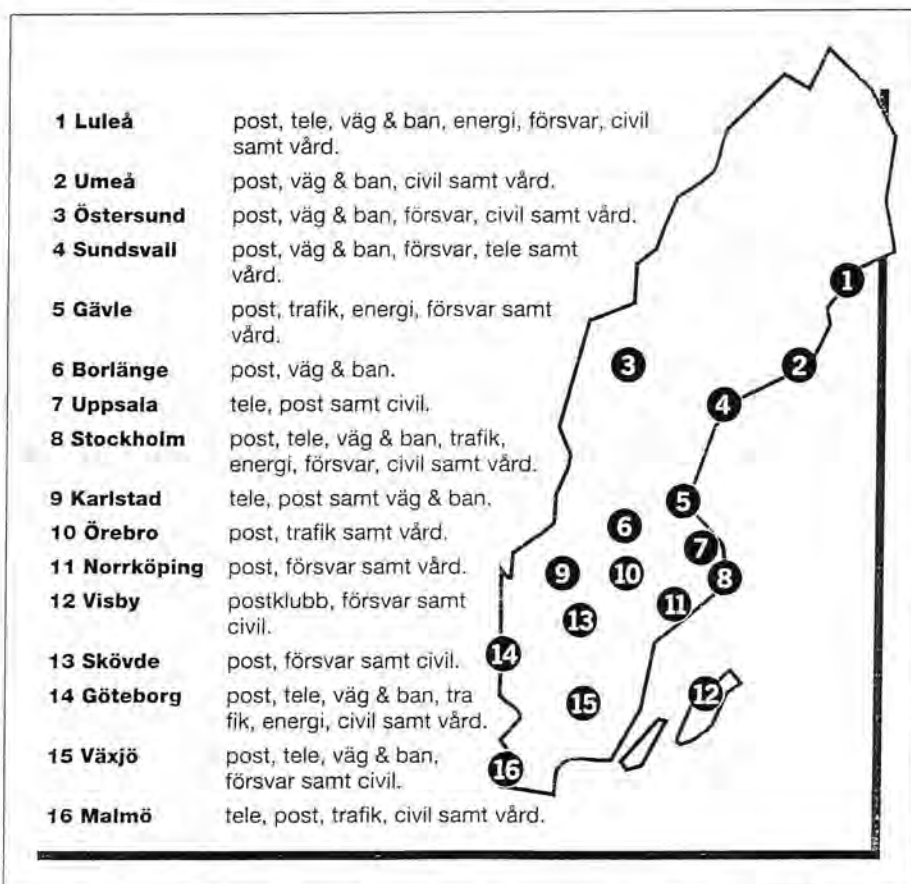 1 Luleå post, tele, väg & ban, energi, försvar, civil
samt vård.
2 Umeå post, väg & ban, civil samt vård.
3 Östersund post, väg & ban, försvar, civil samt vård.
4 Sundsvall post, väg & ban, försvar, tele samt
vård.
5 Gävle post, trafik, energi, försvar samt
vård.
6 Borlänge post, väg & ban.
7 Uppsala tele, post samt civil.
8 Stockholm post, tele, väg & ban, trafik,
energi, försvar, civil samt vård.
9 Karlstad tele, post samt väg & ban.
10 Örebro post, trafik samt vård.
11 Norrköping post, försvar samt vård.
12 Visby postklubb, försvar samt
civil.
13 Skövde post, försvar samt civil.
14 Göteborg post, tele, väg & ban, tra
fik, energi, civil samt vård.
15 Växjö post, tele, väg & ban,
försvar samt civil.
16 Malmö tele, post, trafik, civil samt vård.
1
2
3
4
5
6
7
8
9
10
11
13
14
12
15
16